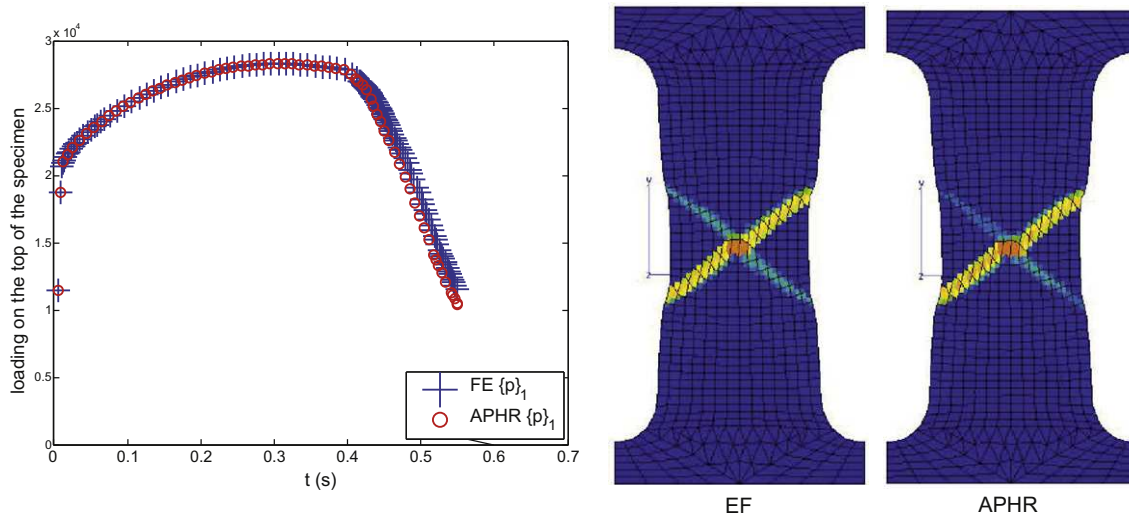 x 10⁴
3
2.5
2
1.5
1
0.5
0
0 0.1 0.2 0.3 0.4 0.5 0.6 0.7
loading on the top of the specimen
t (s)
FE {p}₁
APHR {p}₁
y
z
EF
y
z
APHR